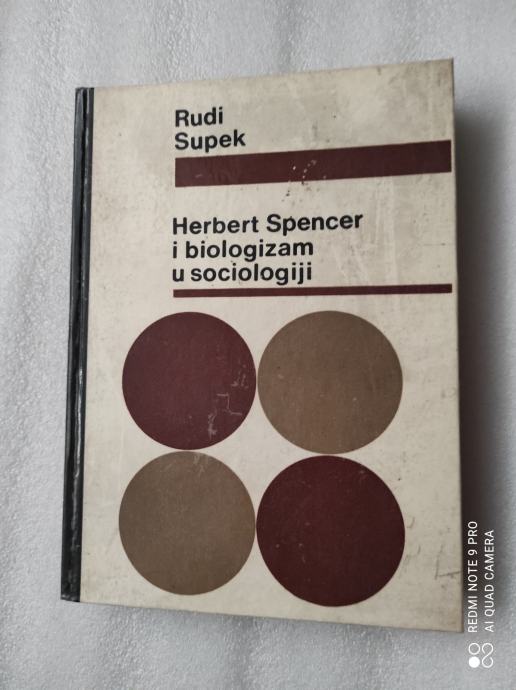 Rudi
Supek
Herbert Spencer
i biologizam
u sociologiji
REDMI NOTE 9 PRO
AI QUAD CAMERA